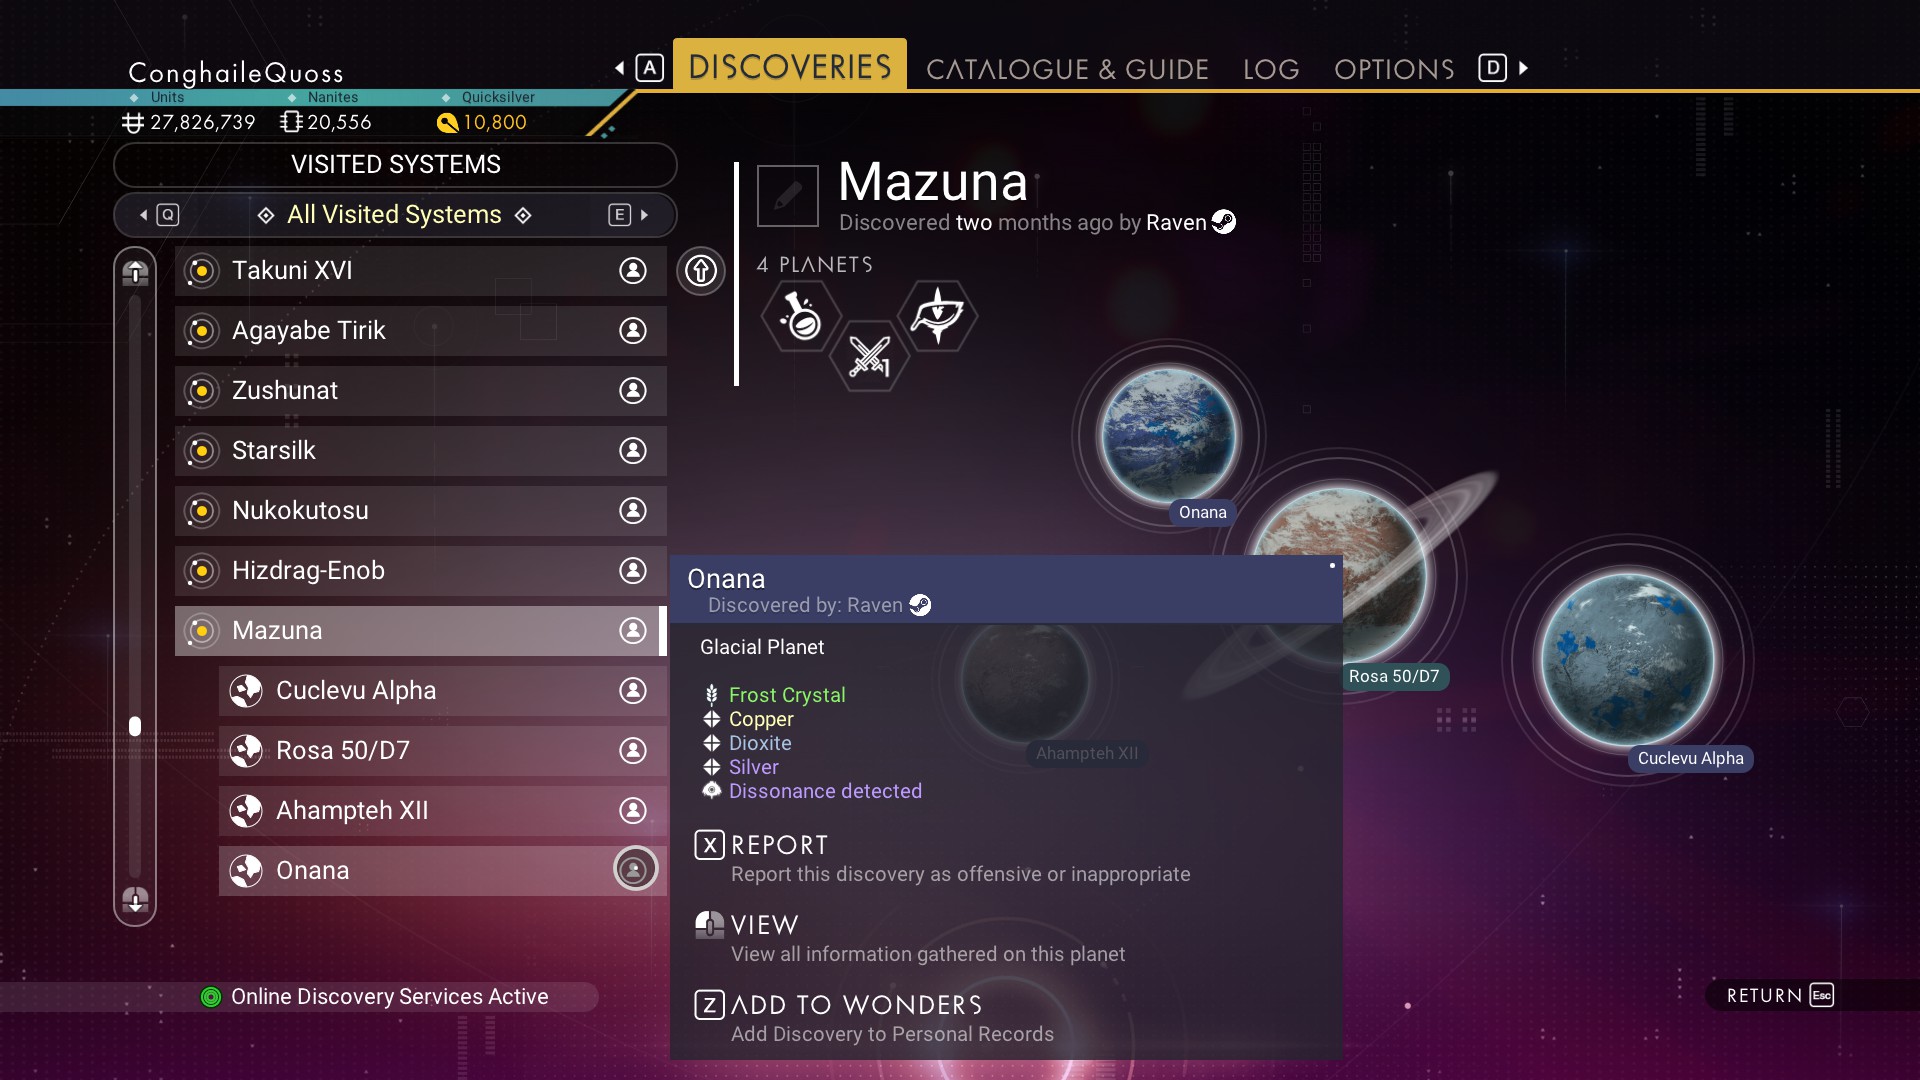 ConghaileQuoss
Units
Nanites
Quicksilver
27,826,739
20,556
10,800
A
DISCOVERIES
CATALOGUE & GUIDE
LOG
OPTIONS
D
VISITED SYSTEMS
Q
All Visited Systems
E
Takuni XVI
Agayabe Tirik
Zushunat
Starsilk
Nukokutosu
Hizdrag-Enob
Mazuna
Cuclevu Alpha
Rosa 50/D7
Ahampteh XII
Onana
Online Discovery Services Active
Mazuna
Discovered two months ago by Raven
4 PLANETS
Onana
Rosa 50/D7
Cuclevu Alpha
Ahampteh XII
Onana
Discovered by: Raven
Glacial Planet
Frost Crystal
Copper
Dioxite
Silver
Dissonance detected
X REPORT
Report this discovery as offensive or inappropriate
VIEW
View all information gathered on this planet
Z ADD TO WONDERS
Add Discovery to Personal Records
RETURN Esc